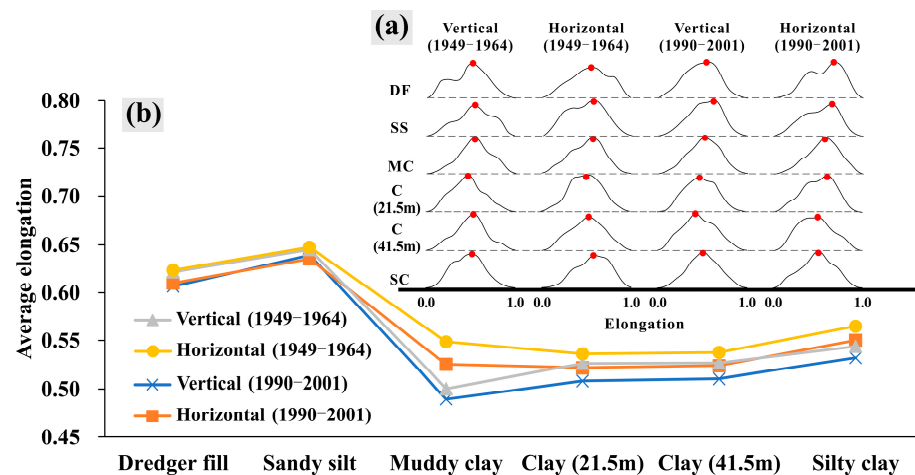 (a)
Vertical Horizontal Vertical Horizontal
(1949−1964) (1949−1964) (1990−2001) (1990−2001)
DF
SS
MC
C
(21.5m)
C
(41.5m)
SC
0.0 1.0 0.0 1.0 0.0 1.0 0.0 1.0
Elongation
(b)
Average elongation
0.80
0.75
0.70
0.65
0.60
0.55
0.50
0.45
Vertical (1949−1964)
Horizontal (1949−1964)
Vertical (1990−2001)
Horizontal (1990−2001)
Dredger fill Sandy silt Muddy clay Clay (21.5m) Clay (41.5m) Silty clay